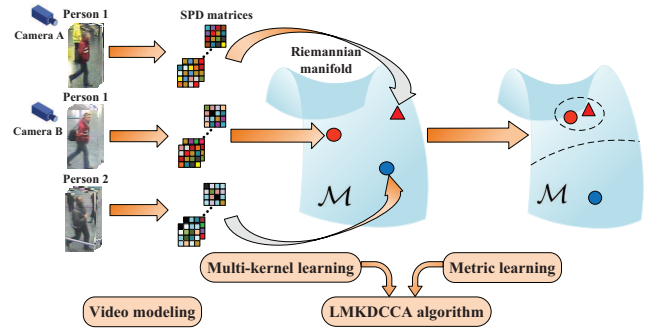 Person 1
SPD matrices
Camera A
Riemannian
manifold
Person 1
Camera B
Person 2
M
M
Multi-kernel learning
Metric learning
Video modeling
LMKDCCA algorithm